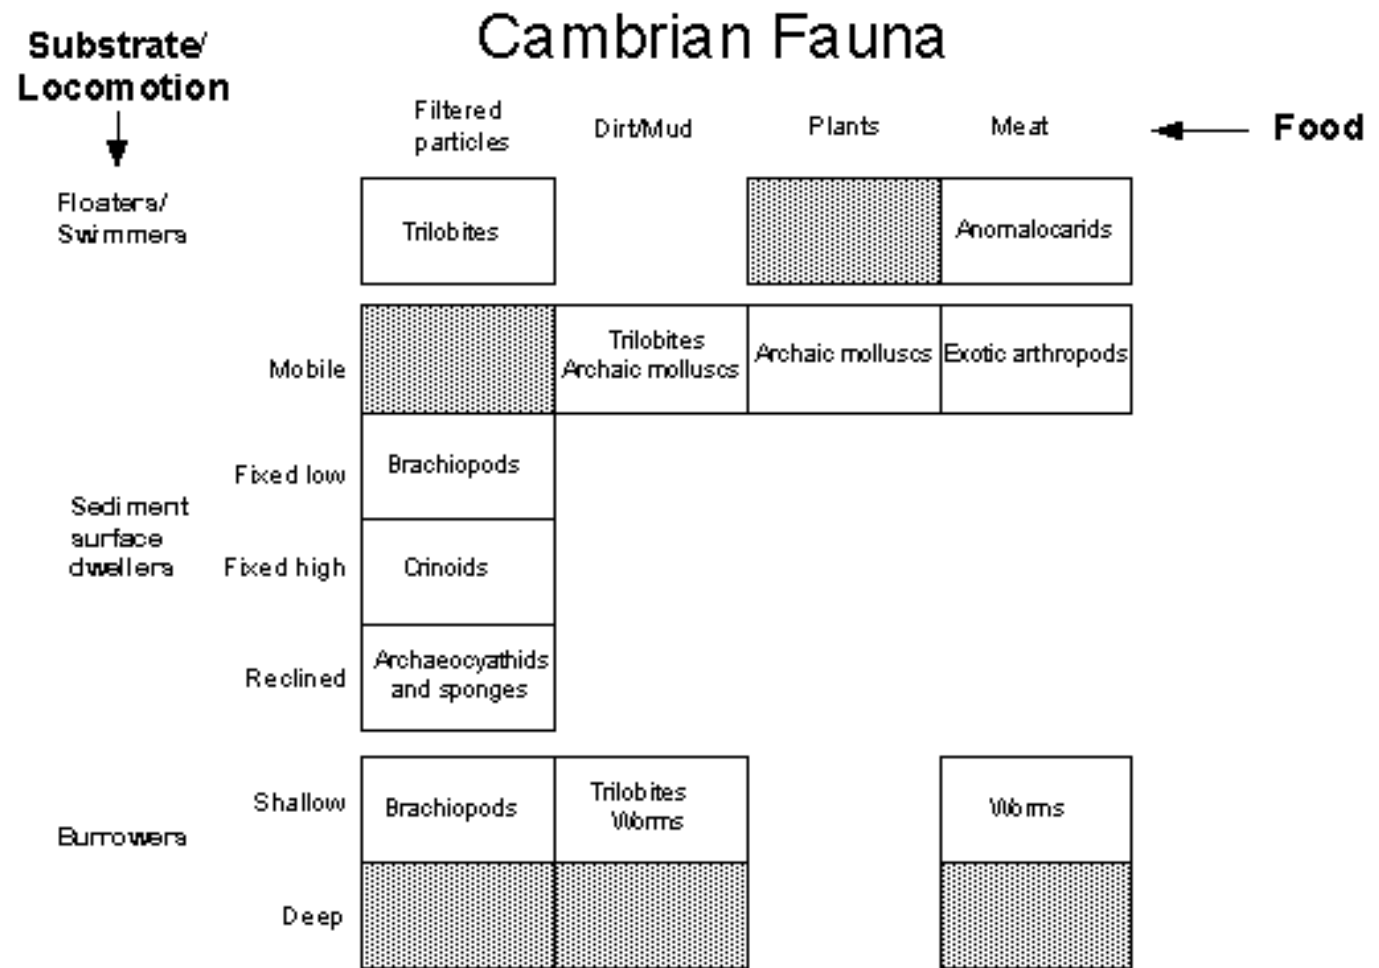 Cambrian Fauna
Substrate/
Locomotion
Filtered
particles
Dirt/Mud
Plants
Meat
Food
Floaters/
Swimmers
Trilobites
Anomalocarids
Mobile
Trilobites
Archaic molluscs
Archaic molluscs
Exotic arthropods
Sediment
surface
dwellers
Fixed low
Brachiopods
Fixed high
Crinoids
Reclined
Archaeocyathids
and sponges
Burrowers
Shallow
Brachiopods
Trilobites
Worms
Worms
Deep